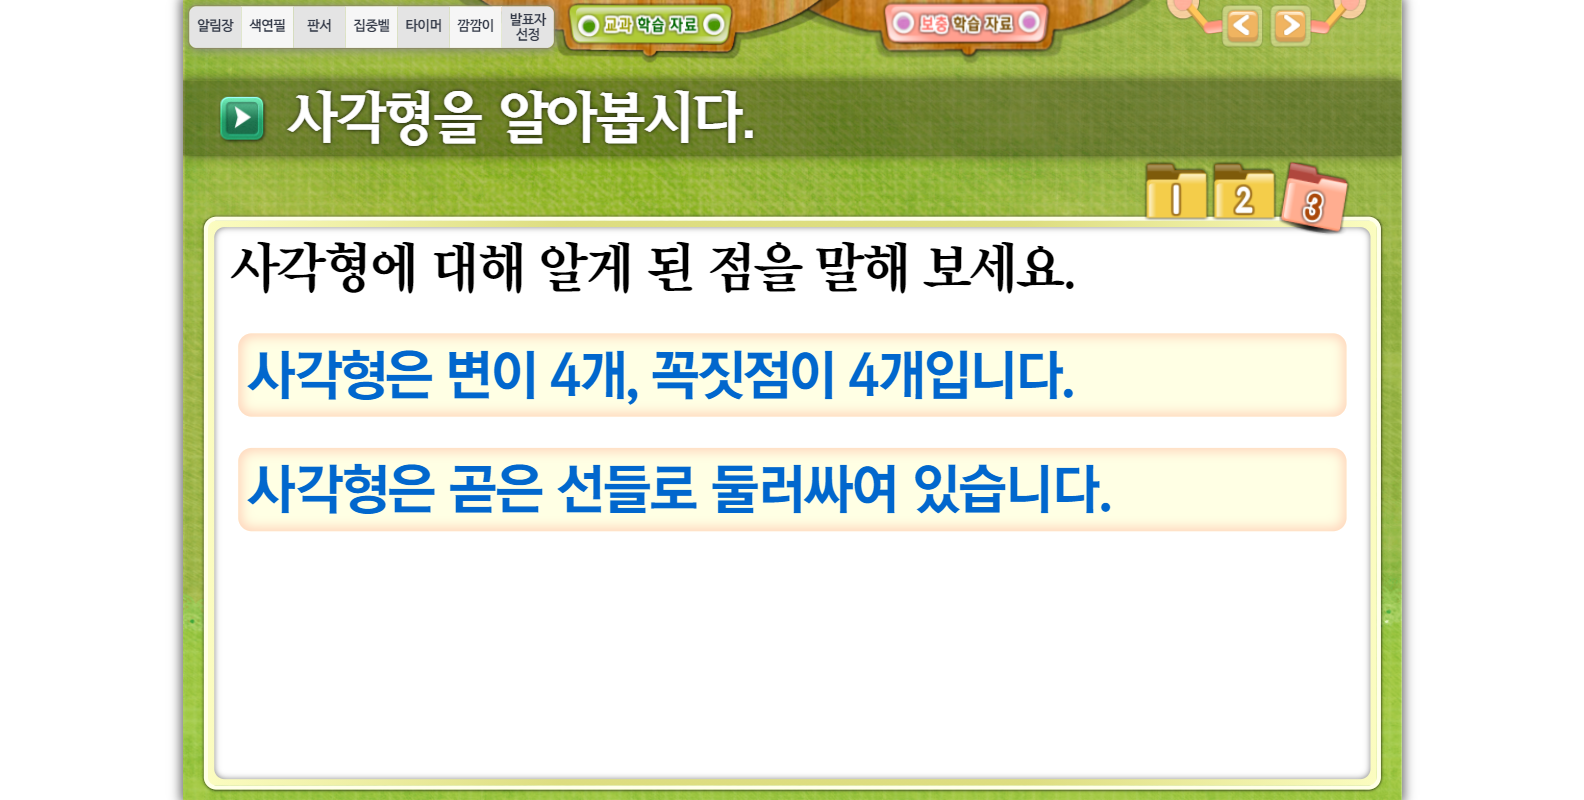 알림장 색연필 판서 집중벨 타이머 깜깜이 발표자 선정
교과 학습 자료
보충 학습 자료
사각형을 알아봅시다.
1 2 3
사각형에 대해 알게 된 점을 말해 보세요.
사각형은 변이 4개, 꼭짓점이 4개입니다.
사각형은 곧은 선들로 둘러싸여 있습니다.